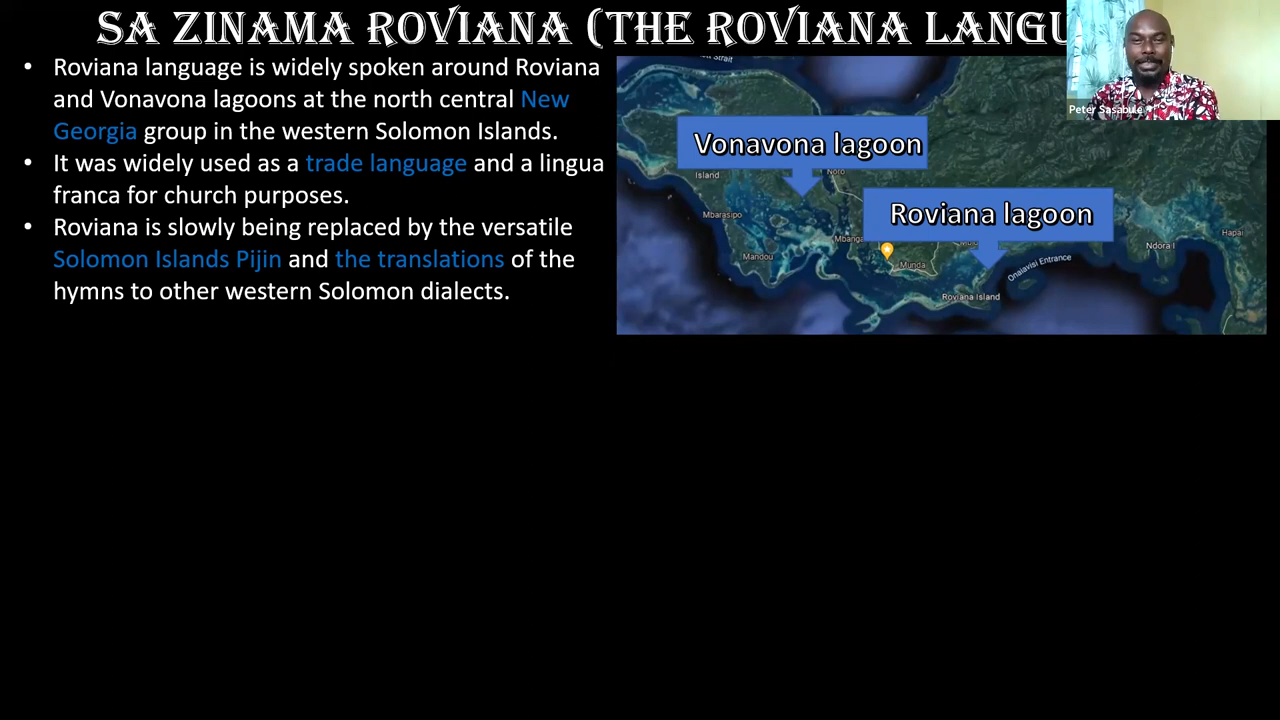 SA ZINAMA ROVIANA (THE ROVIANA LANGU
Peter Sasabule
• Roviana language is widely spoken around Roviana
and Vonavona lagoons at the north central New
Georgia group in the western Solomon Islands.
• It was widely used as a trade language and a lingua
franca for church purposes.
• Roviana is slowly being replaced by the versatile
Solomon Islands Pijin and the translations of the
hymns to other western Solomon dialects.
Strait
Vonavona lagoon
Island
Noro
Roviana lagoon
Mbarasipo
Mbanga
Mandou
Munda
Onaiavisi Entrance
Ndora I
Hapai
Roviana Island